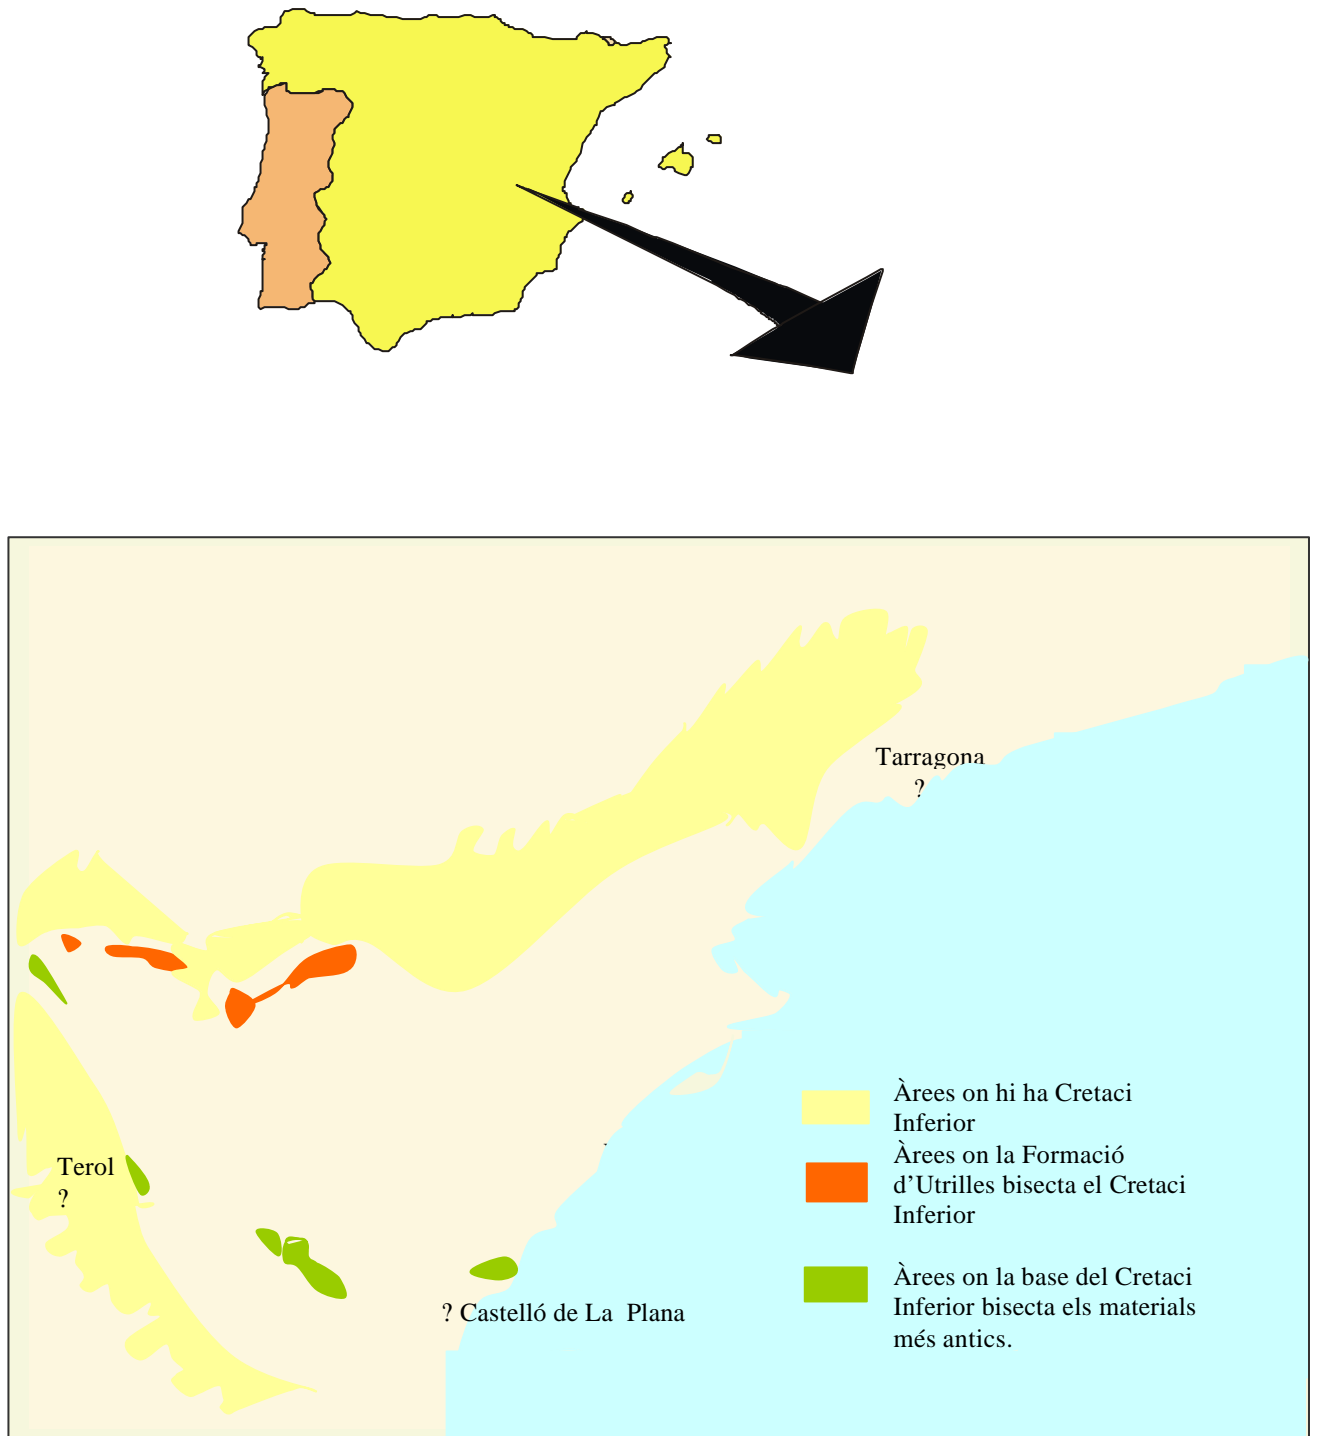 Tarragona
?
Àrees on hi ha Cretaci
Inferior
Àrees on la Formació
d'Utrilles bisecta el Cretaci
Inferior
Terol
?
Àrees on la base del Cretaci
Inferior bisecta els materials
més antics.
? Castelló de La Plana